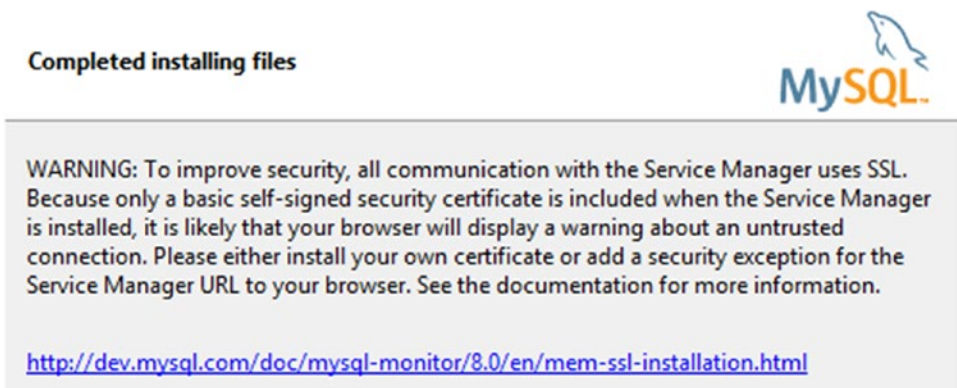 Completed installing files
MySQL™
WARNING: To improve security, all communication with the Service Manager uses SSL.
Because only a basic self-signed security certificate is included when the Service Manager
is installed, it is likely that your browser will display a warning about an untrusted
connection. Please either install your own certificate or add a security exception for the
Service Manager URL to your browser. See the documentation for more information.
http://dev.mysql.com/doc/mysql-monitor/8.0/en/mem-ssl-installation.html